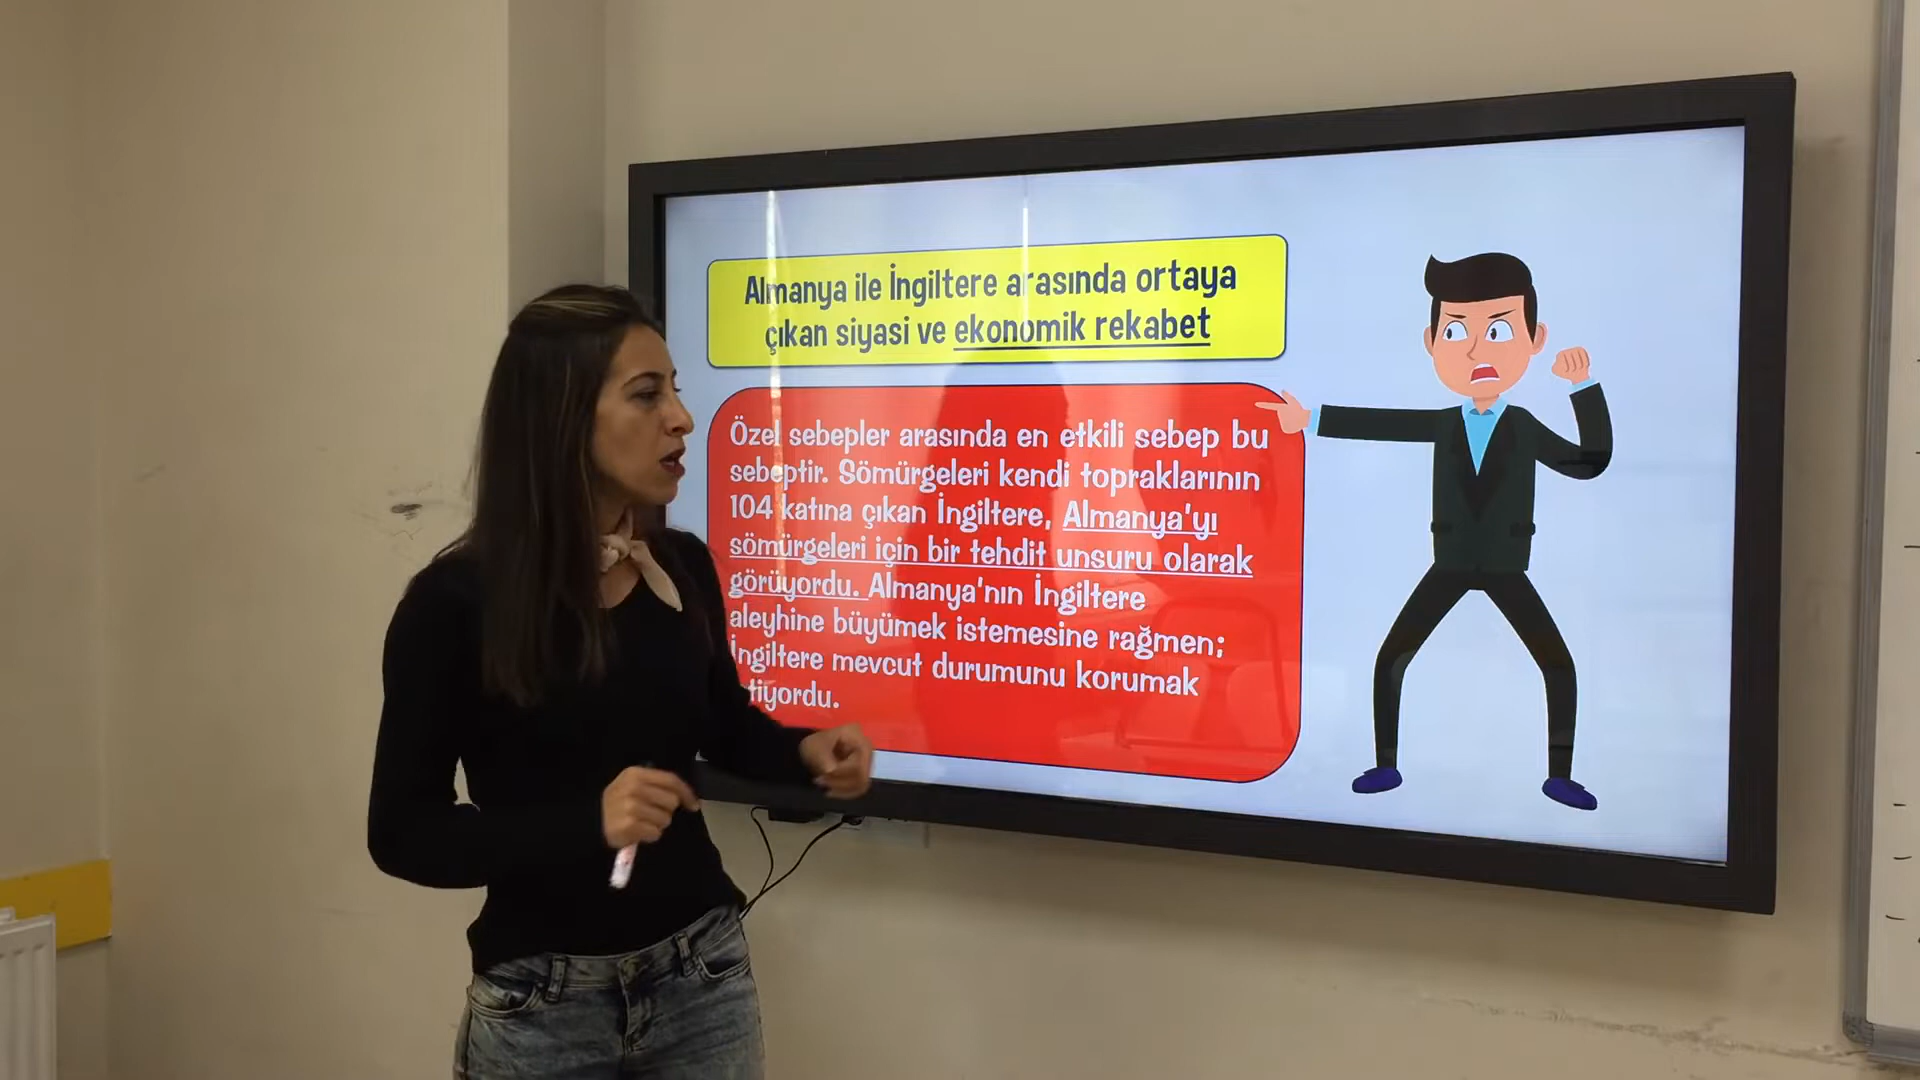 Almanya ile İngiltere arasında ortaya
çıkan siyasi ve ekonomik rekabet
Özel sebepler arasında en etkili sebep bu
sebeptir. Sömürgeleri kendi topraklarının
104 katına çıkan İngiltere, Almanya'yı
sömürgeleri için bir tehdit unsuru olarak
görüyordu. Almanya'nın İngiltere
aleyhine büyümek istemesine rağmen;
İngiltere mevcut durumunu korumak
tiyordu.